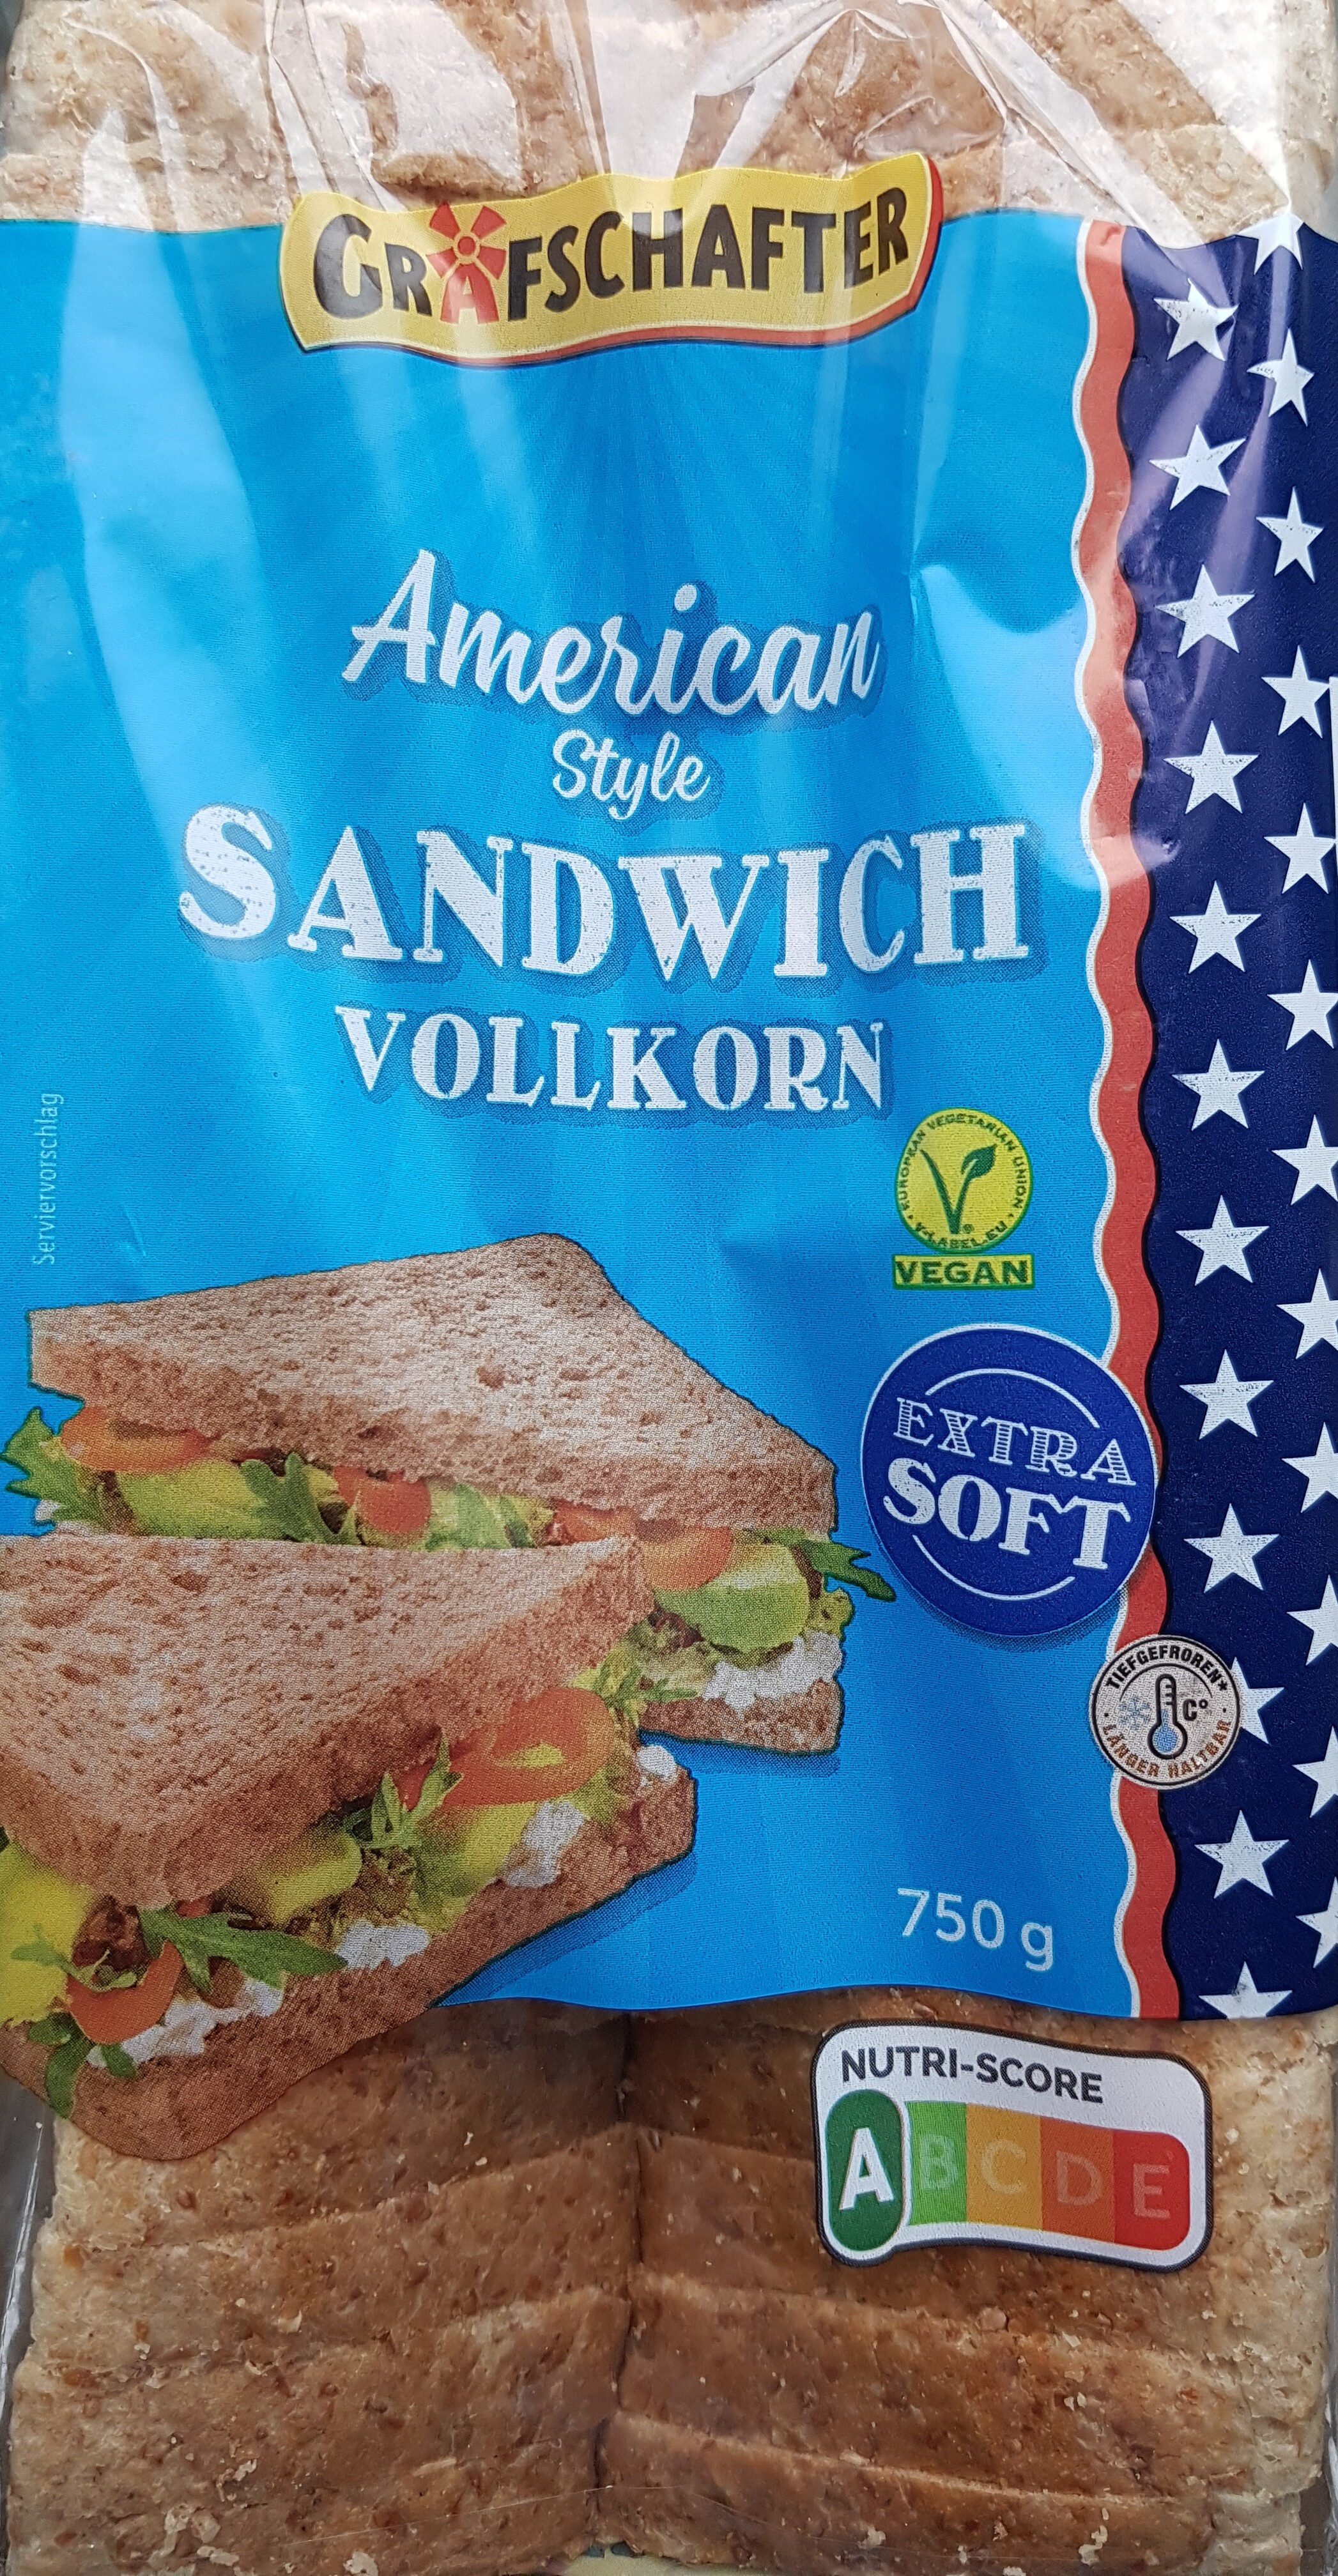 GRAFSCHAFTER
American
Style
SANDWICH
VOLLKORN
Serviervorschlag
EUROPEAN VEGETARIAN UNION
V-LABEL.EU
VEGAN
EXTRA
SOFT
TIEFGEFROREN*
C°
LÄNGER HALTBAR
750 g
NUTRI-SCORE
A B C D E